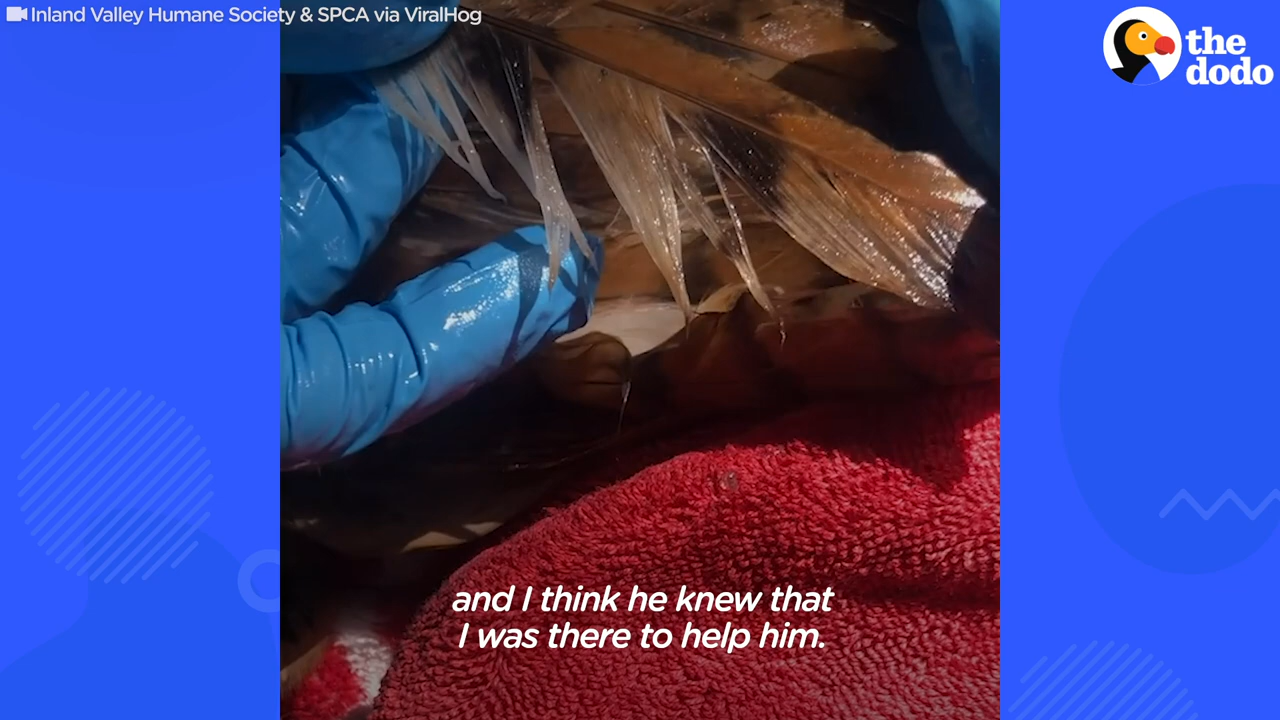 Inland Valley Humane Society & SPCA via ViralHog
the
dodo
and I think he knew that
I was there to help him.